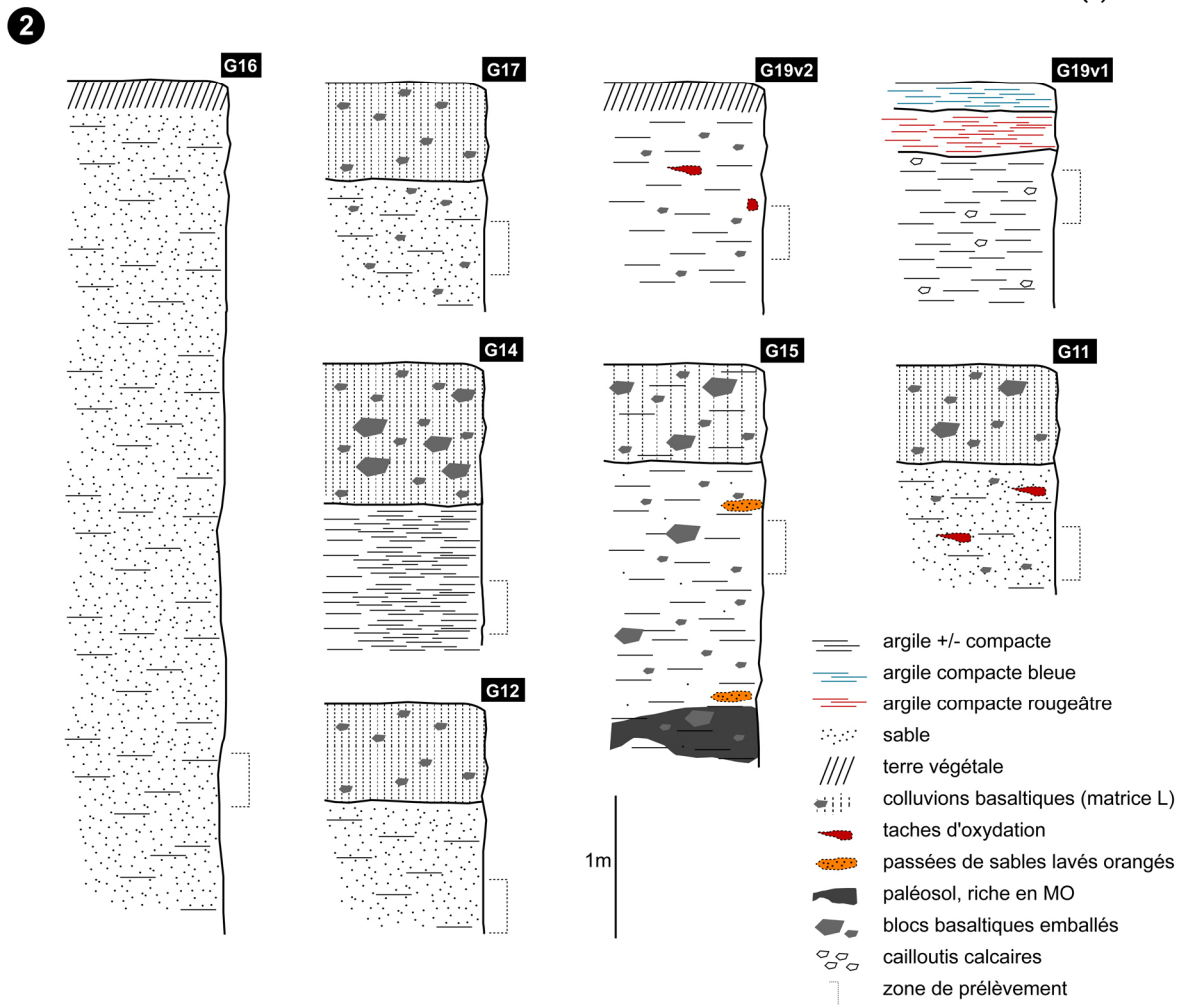 2
G16
G17
G19v2
G19v1
G14
G15
G11
G12
1m
argile +/- compacte
argile compacte bleue
argile compacte rougeâtre
sable
terre végétale
colluvions basaltiques (matrice L)
taches d'oxydation
passées de sables lavés orangés
paléosol, riche en MO
blocs basaltiques emballés
cailloutis calcaires
zone de prélèvement